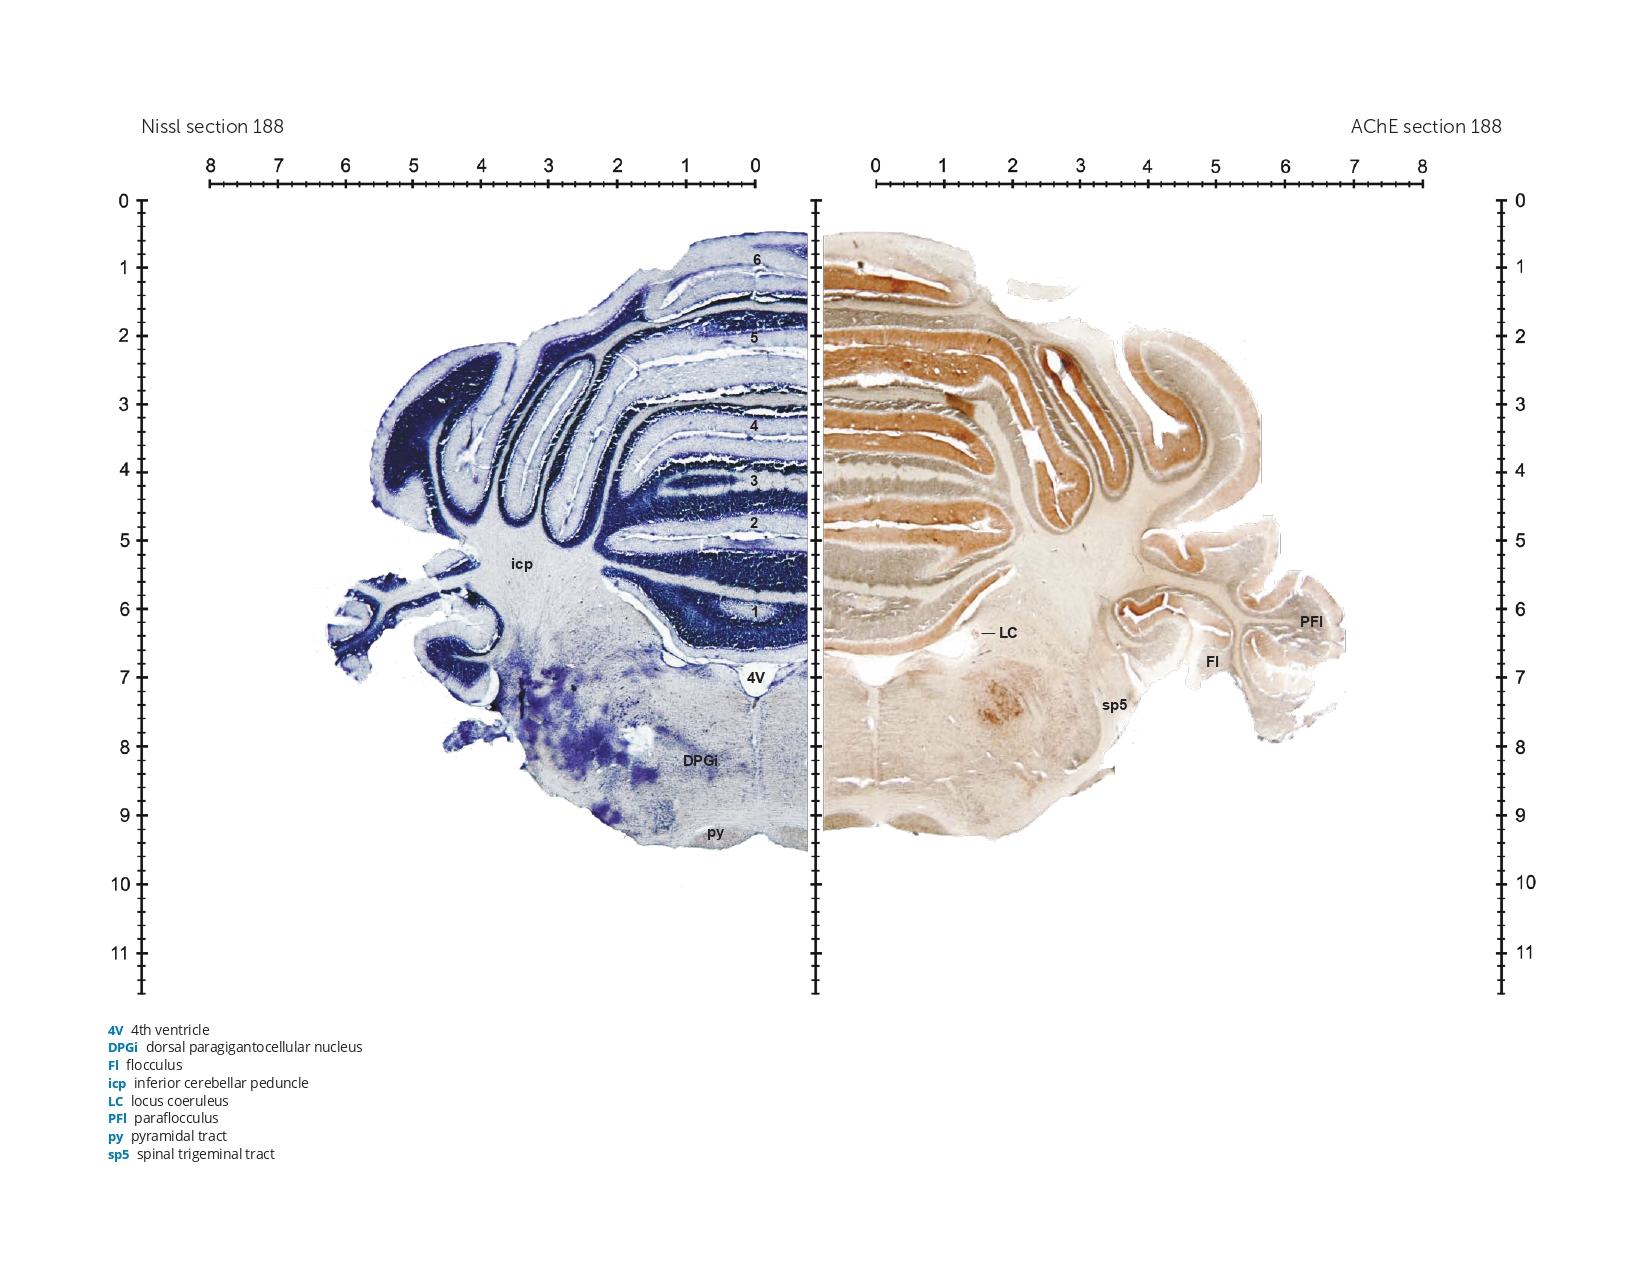 Nissl section 188
AChE section 188
8 7 6 5 4 3 2 1 0
0 1 2 3 4 5 6 7 8
0
1
2
3
4
5
6
7
8
9
10
11
6
5
4
3
2
1
icp
4V
DPGi
py
LC
PFl
Fl
sp5
0
1
2
3
4
5
6
7
8
9
10
11
4V 4th ventricle
DPGi dorsal paragigantocellular nucleus
Fl flocculus
icp inferior cerebellar peduncle
LC locus coeruleus
PFl paraflocculus
py pyramidal tract
sp5 spinal trigeminal tract